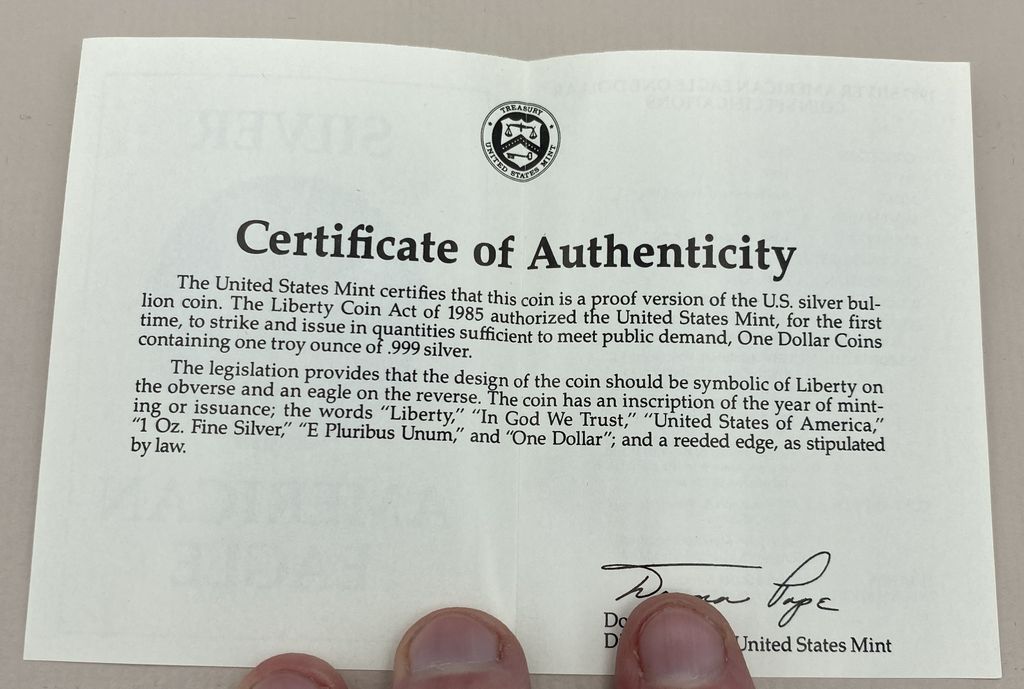 TREASURY
UNITED STATES MINT
Certificate of Authenticity
The United States Mint certifies that this coin is a proof version of the U.S. silver bul-
lion coin. The Liberty Coin Act of 1985 authorized the United States Mint, for the first
time, to strike and issue in quantities sufficient to meet public demand, One Dollar Coins
containing one troy ounce of .999 silver.
The legislation provides that the design of the coin should be symbolic of Liberty on
the obverse and an eagle on the reverse. The coin has an inscription of the year of mint-
ing or issuance; the words “Liberty,” “In God We Trust,” “United States of America,”
“1 Oz. Fine Silver,” “E Pluribus Unum,” and “One Dollar”; and a reeded edge, as stipulated
by law.
Donna Pope
Do
Di United States Mint